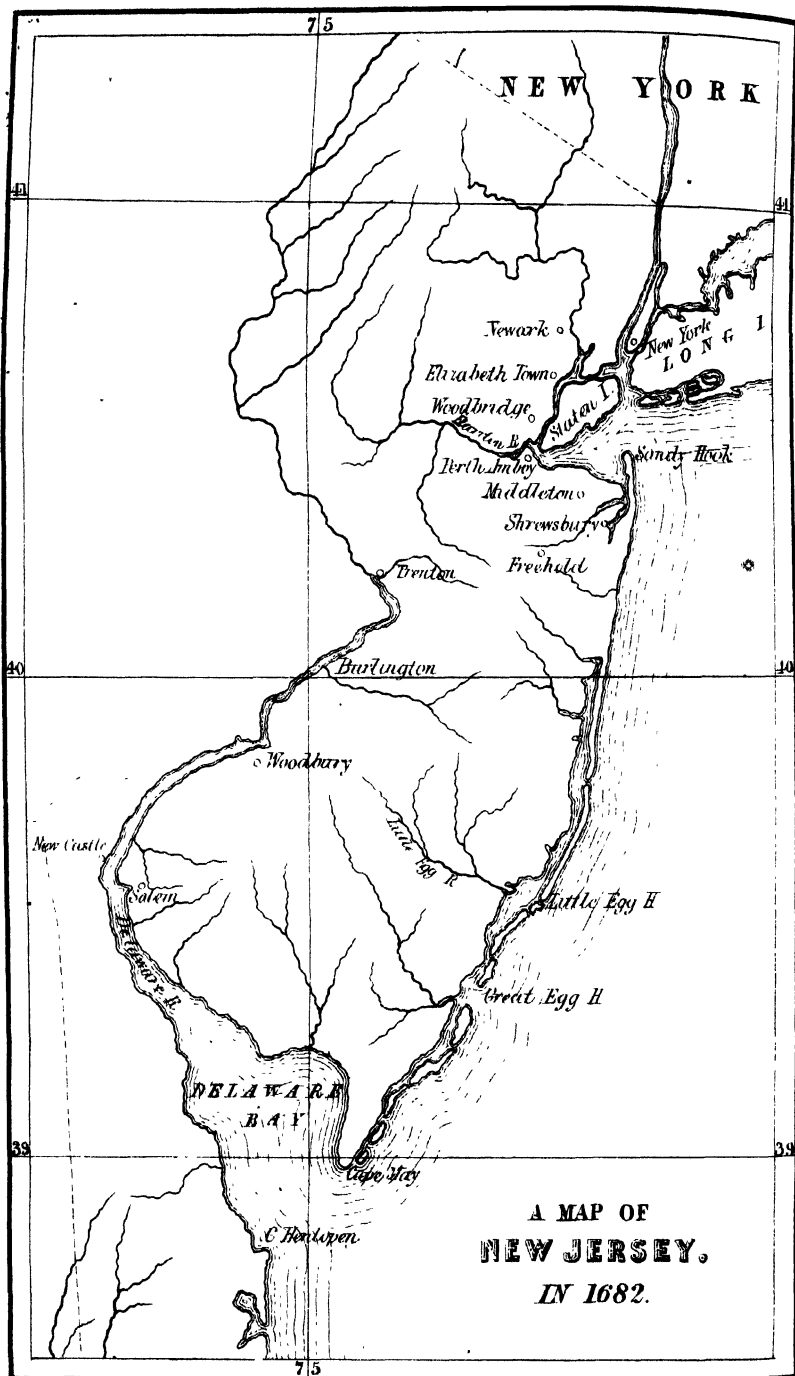 75
NEW YORK
41
41
Newark
New York
LONG I
Elizabeth Town
Woodbridge
Staten I.
Raritan R
Perth Amboy
Sandy Hook
Middleton
Shrewsbury
Freehold
Trenton
40
Burlington
40
Woodbury
New Castle
Little Egg R
Salem
Little Egg H
Delaware R
Great Egg H
DELAWARE
BAY
39
39
Cape May
C Henlopen
A MAP OF
NEW JERSEY.
IN 1682.
75